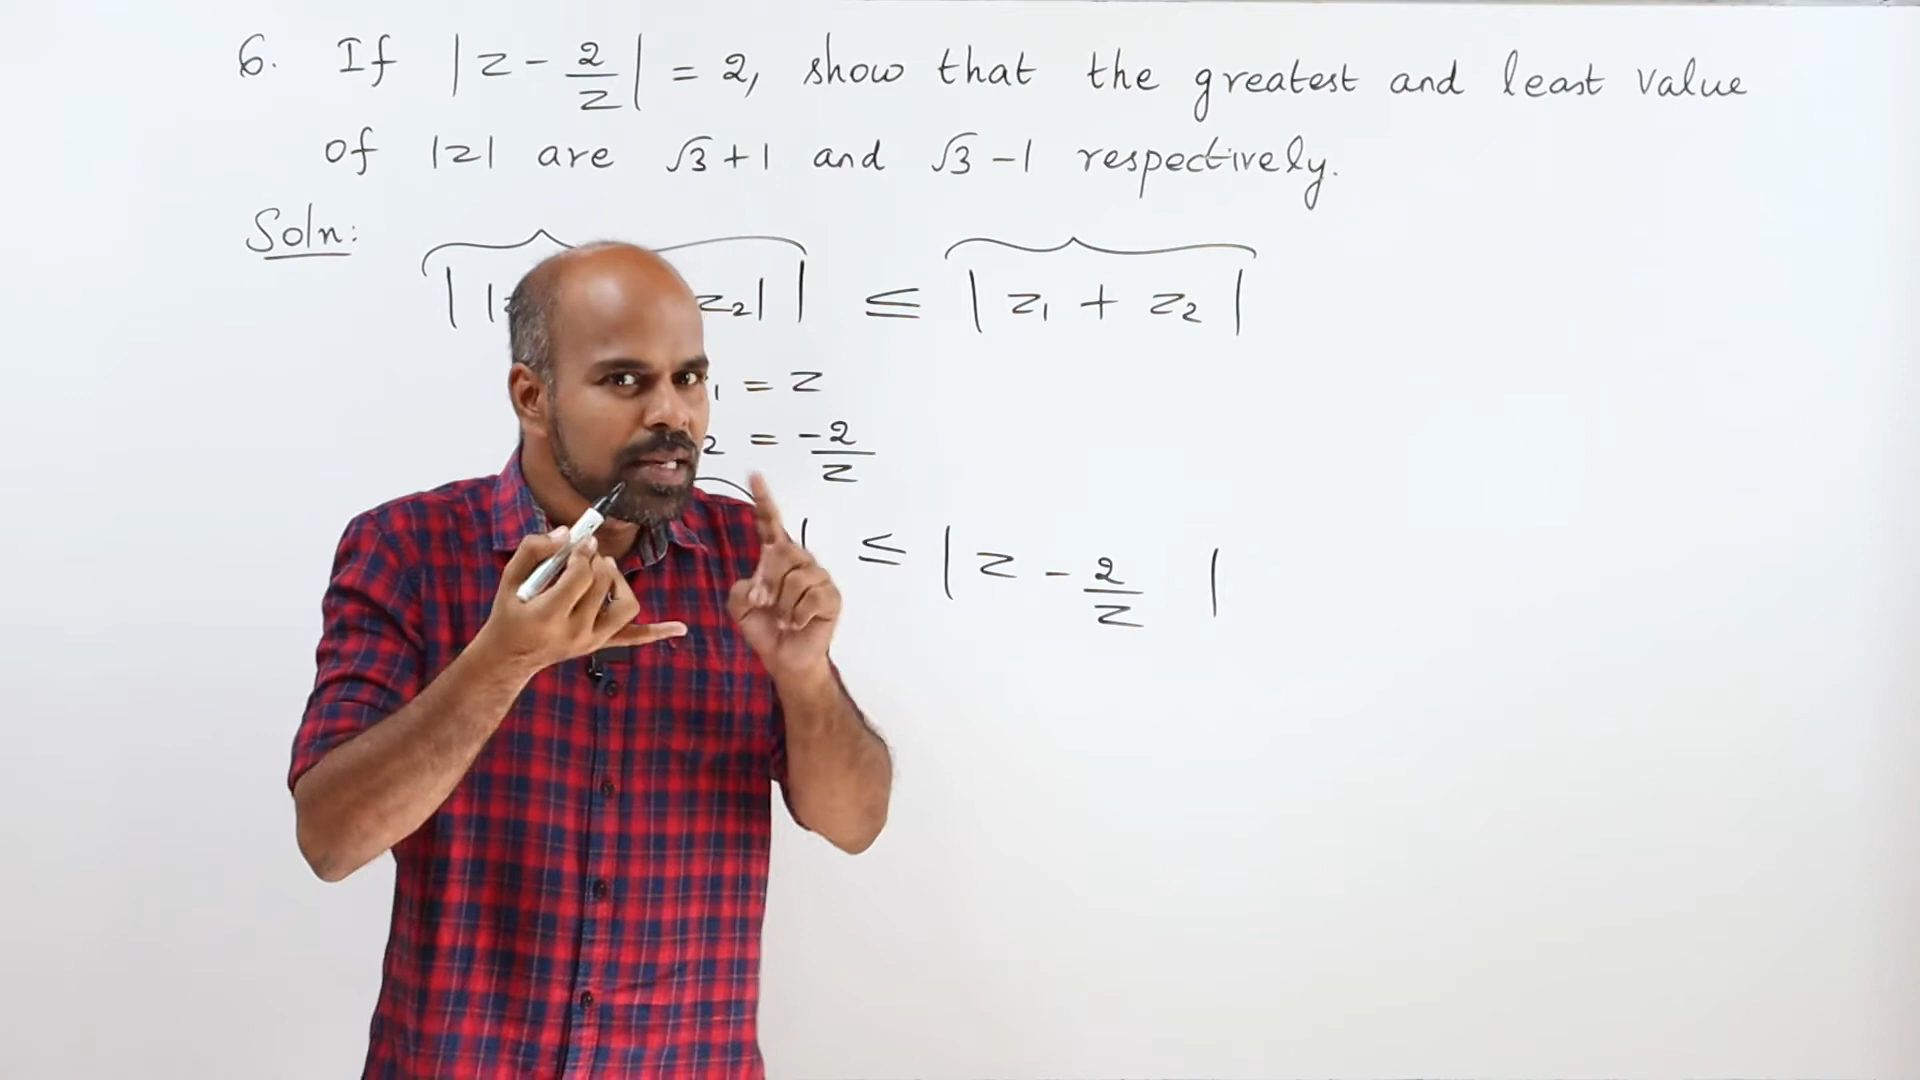 6. If |z - 2/z| = 2, show that the greatest and least value
of |z| are √3 + 1 and √3 - 1 respectively.
Soln:
| | z₂| | ≤ | z₁ + z₂ |
₁ = z
₂ = -2/z
| ≤ | z - 2/z |